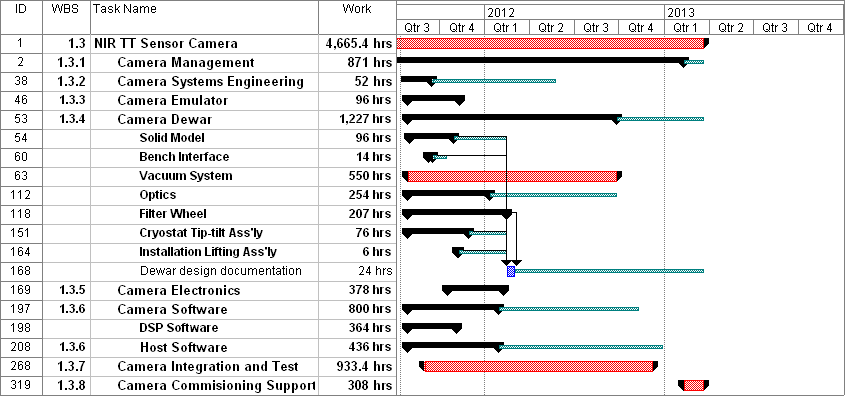 ID WBS Task Name Work 2012 2013
Qtr 3 Qtr 4 Qtr 1 Qtr 2 Qtr 3 Qtr 4 Qtr 1 Qtr 2 Qtr 3 Qtr 4
1 1.3 NIR TT Sensor Camera 4,665.4 hrs
2 1.3.1 Camera Management 871 hrs
38 1.3.2 Camera Systems Engineering 52 hrs
46 1.3.3 Camera Emulator 96 hrs
53 1.3.4 Camera Dewar 1,227 hrs
54 Solid Model 96 hrs
60 Bench Interface 14 hrs
63 Vacuum System 550 hrs
112 Optics 254 hrs
118 Filter Wheel 207 hrs
151 Cryostat Tip-tilt Ass'ly 76 hrs
164 Installation Lifting Ass'ly 6 hrs
168 Dewar design documentation 24 hrs
169 1.3.5 Camera Electronics 378 hrs
197 1.3.6 Camera Software 800 hrs
198 DSP Software 364 hrs
208 1.3.6 Host Software 436 hrs
268 1.3.7 Camera Integration and Test 933.4 hrs
319 1.3.8 Camera Commisioning Support 308 hrs